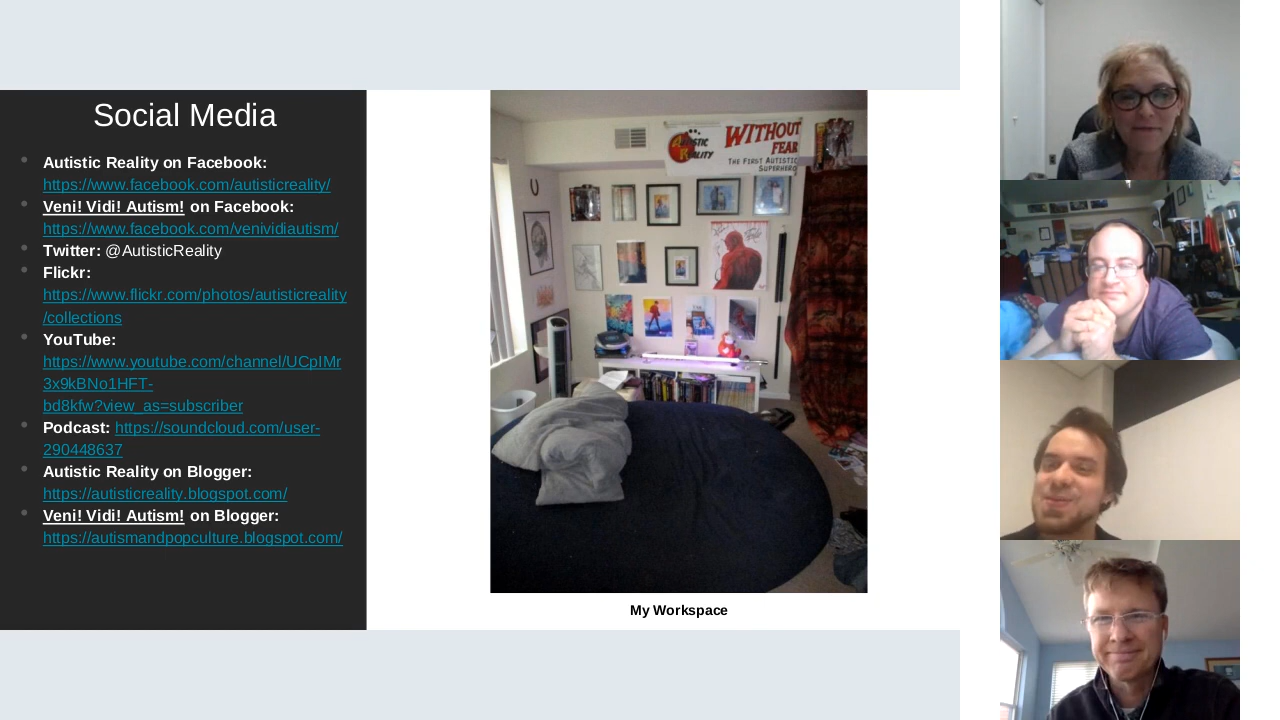 Social Media
Autistic Reality on Facebook:
https://www.facebook.com/autisticreality/
Veni! Vidi! Autism! on Facebook:
https://www.facebook.com/venividiautism/
Twitter: @AutisticReality
Flickr:
https://www.flickr.com/photos/autisticreality
/collections
YouTube:
https://www.youtube.com/channel/UCpIMr
3x9kBNo1HFT-
bd8kfw?view_as=subscriber
Podcast: https://soundcloud.com/user-
290448637
Autistic Reality on Blogger:
https://autisticreality.blogspot.com/
Veni! Vidi! Autism! on Blogger:
https://autismandpopculture.blogspot.com/
AUTISTIC
REALITY
WITHOUT
FEAR
THE FIRST AUTISTIC
SUPERHERO
My Workspace